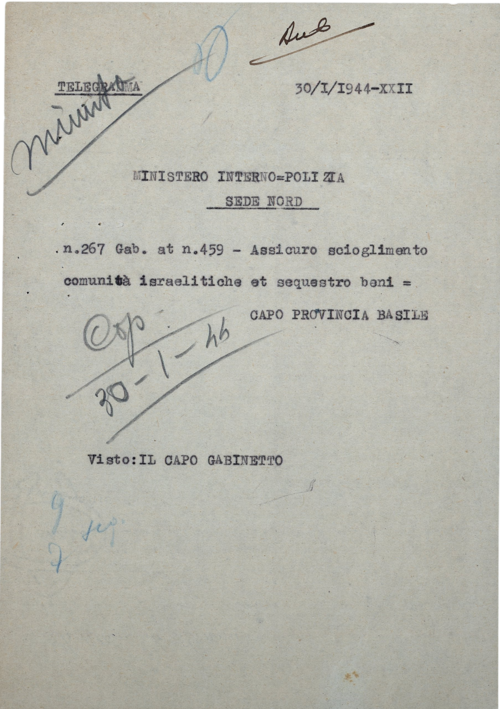 TELEGRAMMA
30/I/1944-XXII
minuta
MINISTERO INTERNO=POLIZIA
SEDE NORD
n.267 Gab. at n.459 - Assicuro scioglimento
comunità israelitiche et sequestro beni =
CAPO PROVINCIA BASILE
Cop
30-1-44
Visto:IL CAPO GABINETTO